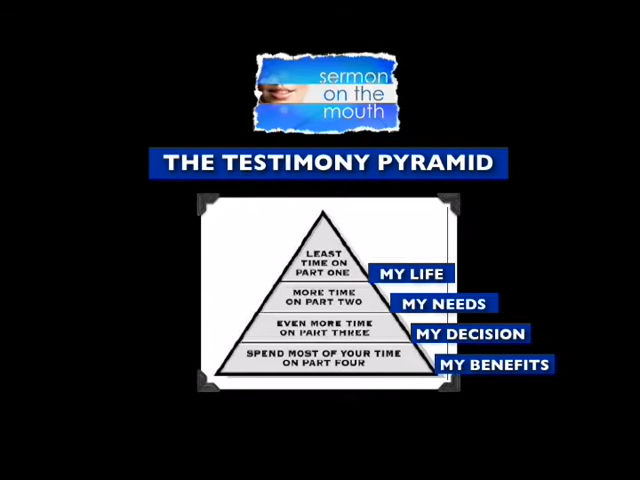 sermon
on the
mouth
THE TESTIMONY PYRAMID
LEAST
TIME ON
PART ONE
MY LIFE
MORE TIME
ON PART TWO
MY NEEDS
EVEN MORE TIME
ON PART THREE
MY DECISION
SPEND MOST OF YOUR TIME
ON PART FOUR
MY BENEFITS